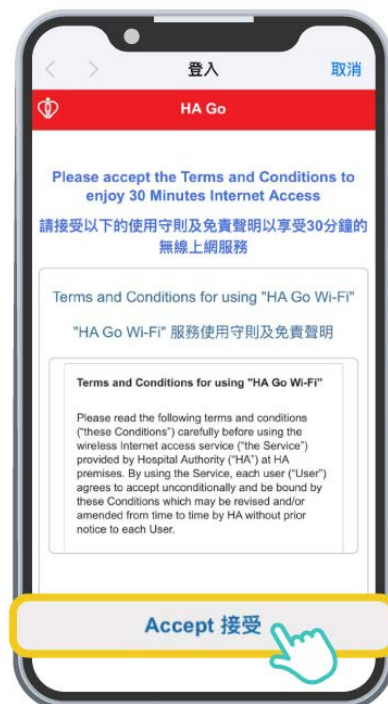 登入
取消
HA Go
Please accept the Terms and Conditions to
enjoy 30 Minutes Internet Access
請接受以下的使用守則及免責聲明以享受30分鐘的
無線上網服務
Terms and Conditions for using "HA Go Wi-Fi"
"HA Go Wi-Fi" 服務使用守則及免責聲明
Terms and Conditions for using "HA Go Wi-Fi"
Please read the following terms and conditions
("these Conditions") carefully before using the
wireless Internet access service ("the Service")
provided by Hospital Authority ("HA") at HA
premises. By using the Service, each user ("User")
agrees to accept unconditionally and be bound by
these Conditions which may be revised and/or
amended from time to time by HA without prior
notice to each User.
Accept 接受